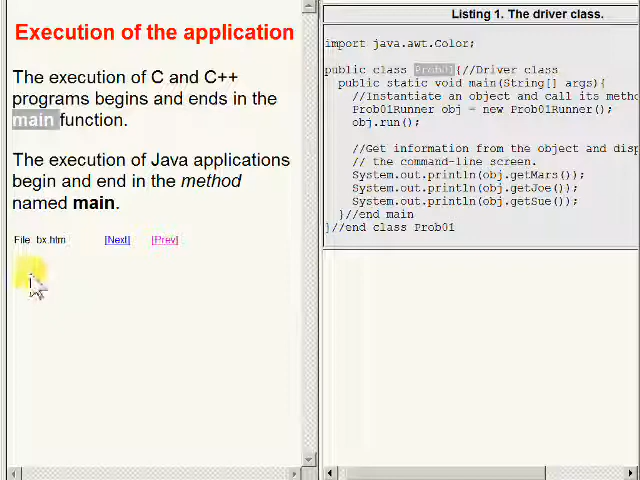 Execution of the application
The execution of C and C++
programs begins and ends in the
main function.
The execution of Java applications
begin and end in the method
named main.
File bx.htm [Next] [Prev]
Listing 1. The driver class.
import java.awt.Color;
public class Prob01{//Driver class
public static void main(String[] args){
//Instantiate an object and call its
Prob01Runner obj = new Prob01Runner();
obj.run();
//Get information from the object and
// the command-line screen.
System.out.println(obj.getMars());
System.out.println(obj.getJoe());
System.out.println(obj.getSue());
}//end main
}//end class Prob01